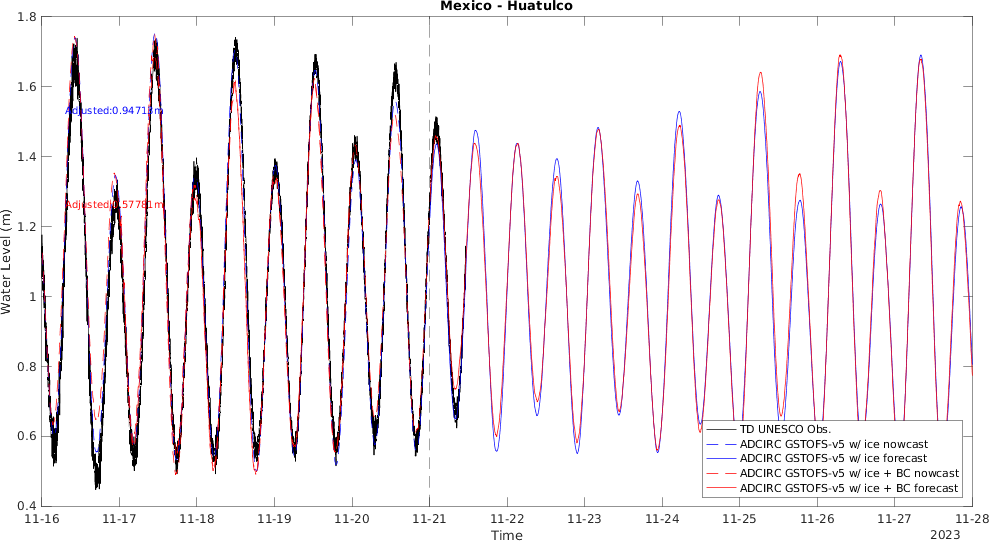 Mexico - Huatulco
1.8
1.6
1.4
1.2
1
0.8
0.6
0.4
Water Level (m)
Adjusted:0.94713m
Adjusted: .57781m
TD UNESCO Obs.
ADCIRC GSTOFS-v5 w/ ice nowcast
ADCIRC GSTOFS-v5 w/ ice forecast
ADCIRC GSTOFS-v5 w/ ice + BC nowcast
ADCIRC GSTOFS-v5 w/ ice + BC forecast
11-16 11-17 11-18 11-19 11-20 11-21 11-22 11-23 11-24 11-25 11-26 11-27 11-28
Time
2023